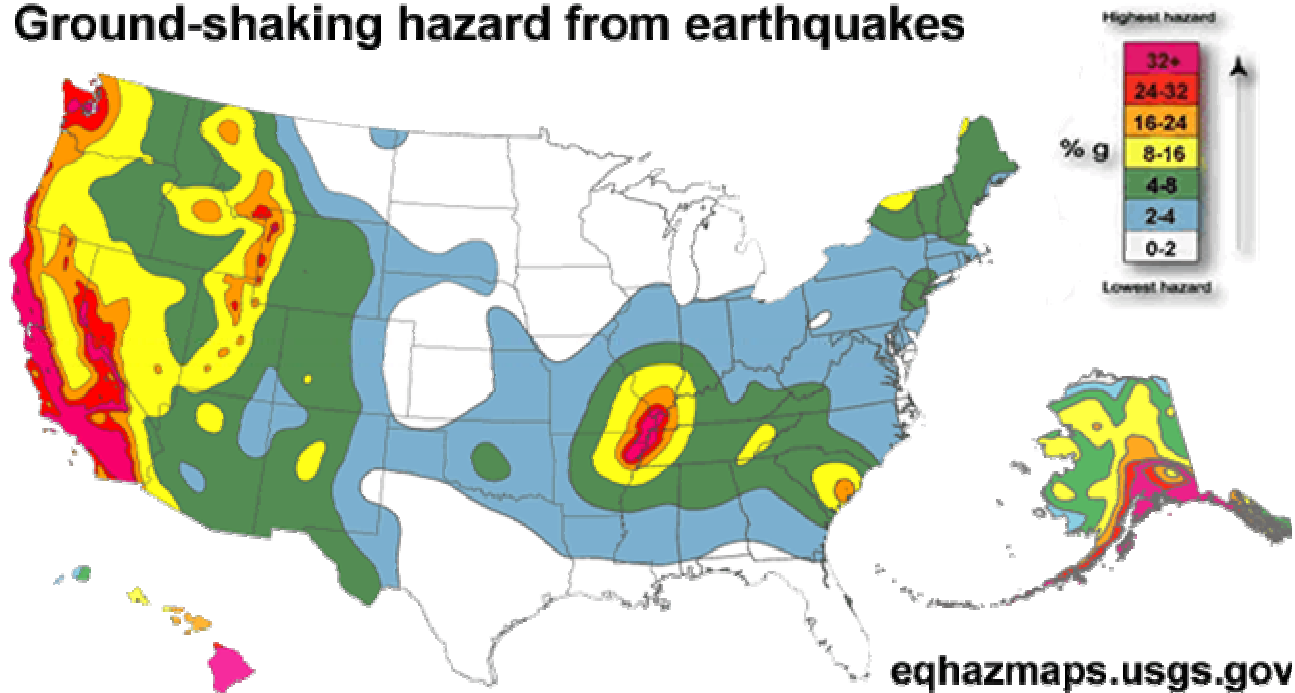 Ground-shaking hazard from earthquakes
Highest hazard
32+
24-32
16-24
% g
8-16
4-8
2-4
0-2
Lowest hazard
eqhazmaps.usgs.gov